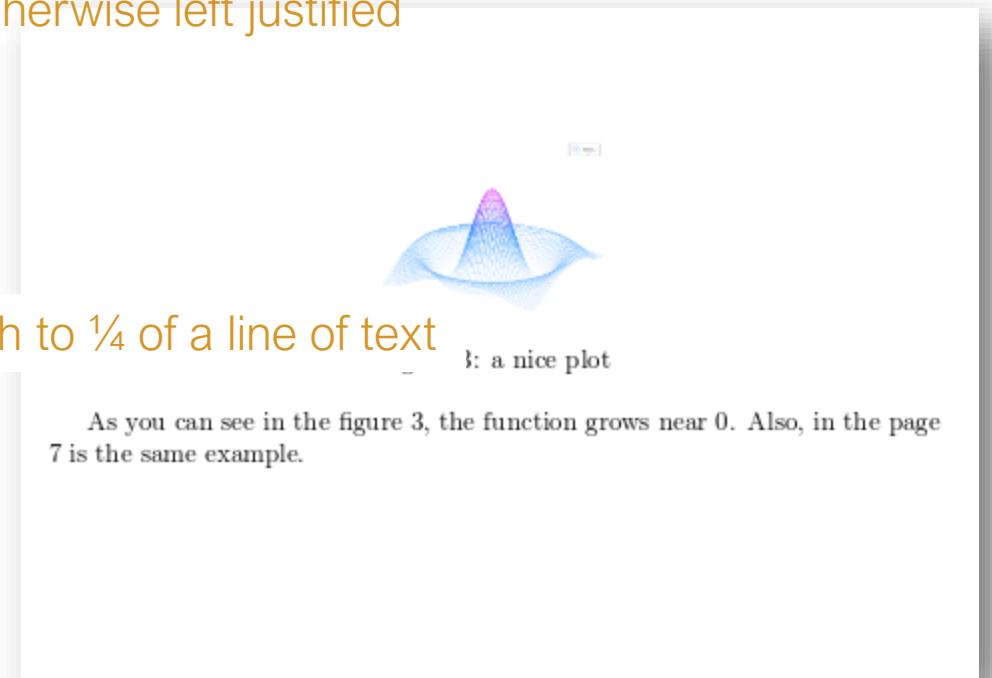 herwise left justified
h to ¼ of a line of text
3: a nice plot
As you can see in the figure 3, the function grows near 0. Also, in the page
7 is the same example.